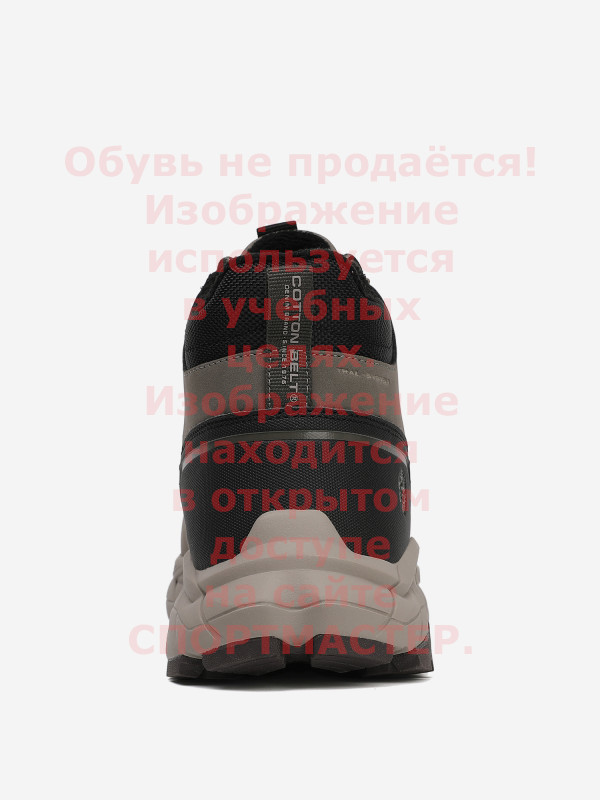 Обувь не продаётся!
Изображение
используется
в учебных
целях.
Изображение
находится
в открытом
доступе
на сайте
СПОРТМАСТЕР.
COTTON BELT®
DENIM BRAND · SINCE 1976